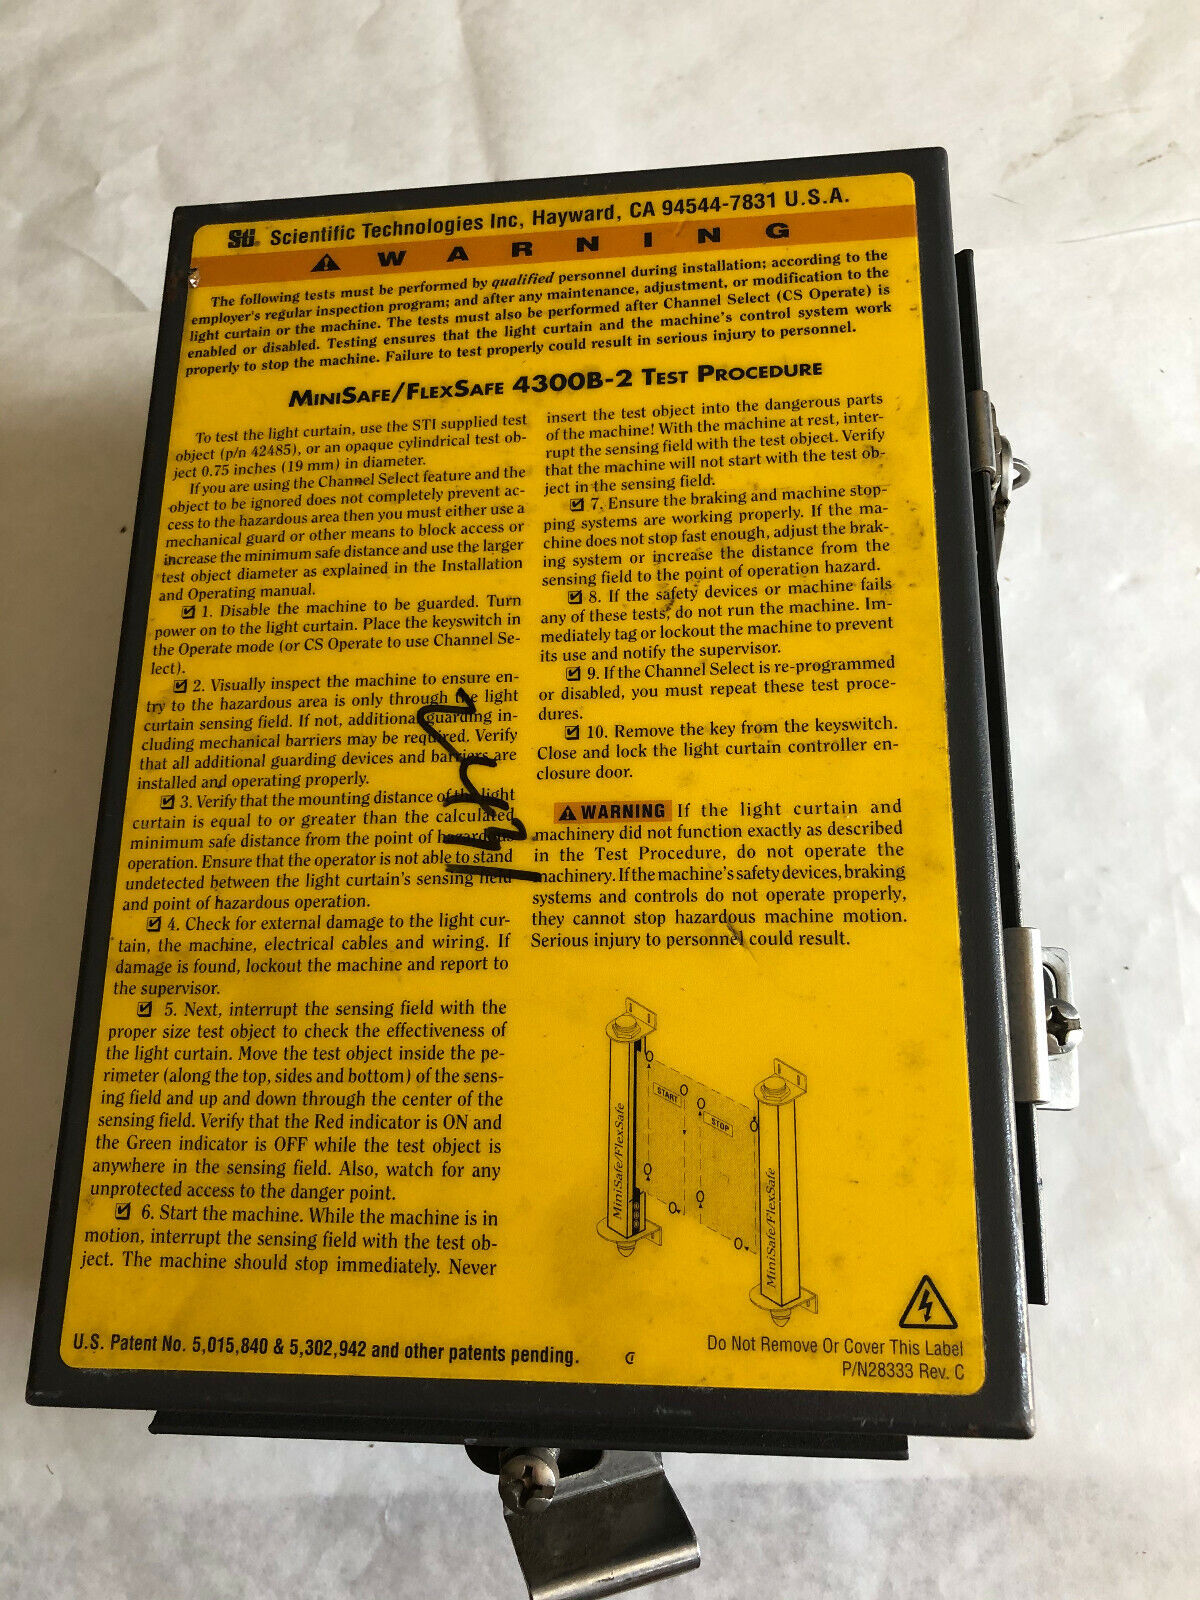 Sti® Scientific Technologies Inc, Hayward, CA 94544-7831 U.S.A.
WARNING
The following tests must be performed by qualified personnel during installation; according to the
employer's regular inspection program; and after any maintenance, adjustment, or modification to the
light curtain or the machine. The tests must also be performed after Channel Select (CS Operate) is
enabled or disabled. Testing ensures that the light curtain and the machine's control system work
properly to stop the machine. Failure to test properly could result in serious injury to personnel.
MINISAFE/FLEXSAFE 4300B-2 TEST PROCEDURE
To test the light curtain, use the STI supplied test
object (p/n 42485), or an opaque cylindrical test ob-
ject 0.75 inches (19 mm) in diameter.
If you are using the Channel Select feature and the
object to be ignored does not completely prevent ac-
cess to the hazardous area then you must either use a
mechanical guard or other means to block access or
increase the minimum safe distance and use the larger
test object diameter as explained in the Installation
and Operating manual.
1. Disable the machine to be guarded. Turn
power on to the light curtain. Place the keyswitch in
the Operate mode (or CS Operate to use Channel Se-
lect).
2. Visually inspect the machine to ensure en-
try to the hazardous area is only through the light
curtain sensing field. If not, additional guarding in-
cluding mechanical barriers may be required. Verify
that all additional guarding devices and barriers are
installed and operating properly.
3. Verify that the mounting distance of the light
curtain is equal to or greater than the calculated
minimum safe distance from the point of hazardous
operation. Ensure that the operator is not able to stand
undetected between the light curtain's sensing field
and point of hazardous operation.
4. Check for external damage to the light cur-
tain, the machine, electrical cables and wiring. If
damage is found, lockout the machine and report to
the supervisor.
5. Next, interrupt the sensing field with the
proper size test object to check the effectiveness of
the light curtain. Move the test object inside the pe-
rimeter (along the top, sides and bottom) of the sens-
ing field and up and down through the center of the
sensing field. Verify that the Red indicator is ON and
the Green indicator is OFF while the test object is
anywhere in the sensing field. Also, watch for any
unprotected access to the danger point.
6. Start the machine. While the machine is in
motion, interrupt the sensing field with the test ob-
ject. The machine should stop immediately. Never
insert the test object into the dangerous parts
of the machine! With the machine at rest, inter-
rupt the sensing field with the test object. Verify
that the machine will not start with the test ob-
ject in the sensing field.
7. Ensure the braking and machine stop-
ping systems are working properly. If the ma-
chine does not stop fast enough, adjust the brak-
ing system or increase the distance from the
sensing field to the point of operation hazard.
8. If the safety devices or machine fails
any of these tests, do not run the machine. Im-
mediately tag or lockout the machine to prevent
its use and notify the supervisor.
9. If the Channel Select is re-programmed
or disabled, you must repeat these test proce-
dures.
10. Remove the key from the keyswitch.
Close and lock the light curtain controller en-
closure door.
WARNING If the light curtain and
machinery did not function exactly as described
in the Test Procedure, do not operate the
machinery. If the machine's safety devices, braking
systems and controls do not operate properly,
they cannot stop hazardous machine motion.
Serious injury to personnel could result.
START
STOP
MiniSafe/FlexSafe
MiniSafe/FlexSafe
U.S. Patent No. 5,015,840 & 5,302,942 and other patents pending.
Do Not Remove Or Cover This Label
P/N28333 Rev. C